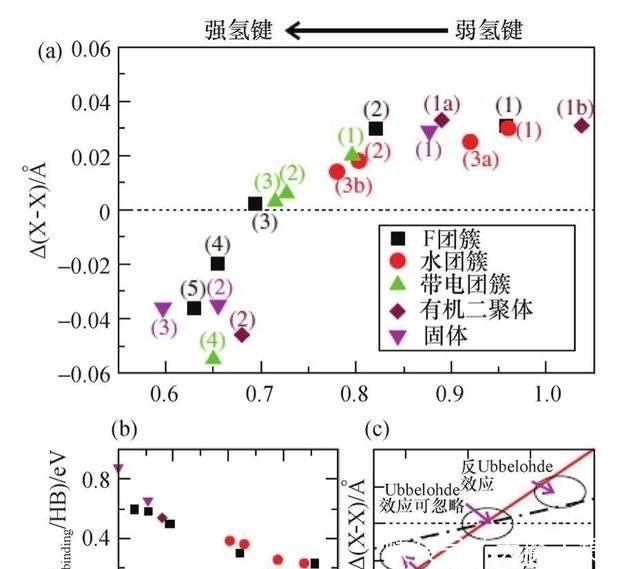 强氢键 弱氢键
(a)
0.06
0.04
0.02
0
−0.02
−0.04
−0.06
Δ(X-X)/Å
(2)
(1a)
(1)
(1b)
(1)
(2)
(1)
(3a)
(1)
(3b)
(3)
(2)
(3)
(4)
(5)
(2)
(3)
(2)
(4)
F团簇
水团簇
带电团簇
有机二聚体
固体
0.6 0.7 0.8 0.9 1.0
(b)
0.8
0.4
binding/HB)/eV
(c)
Δ(X-X)/Å
反Ubbelohde
效应
Ubbelohde
效应可忽略